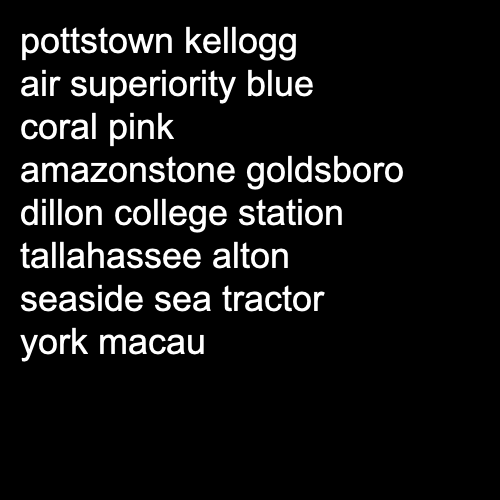 pottstown kellogg
air superiority blue
coral pink
amazonstone goldsboro
dillon college station
tallahassee alton
seaside sea tractor
york macau